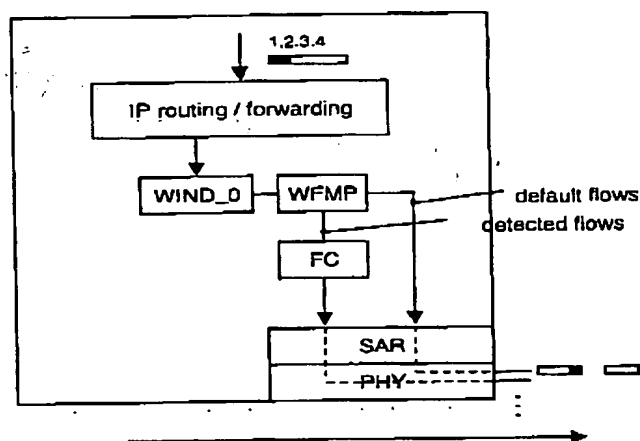 1.2.3.4
IP routing / forwarding
WIND_0
WFMP
default flows
detected flows
FC
SAR
PHY